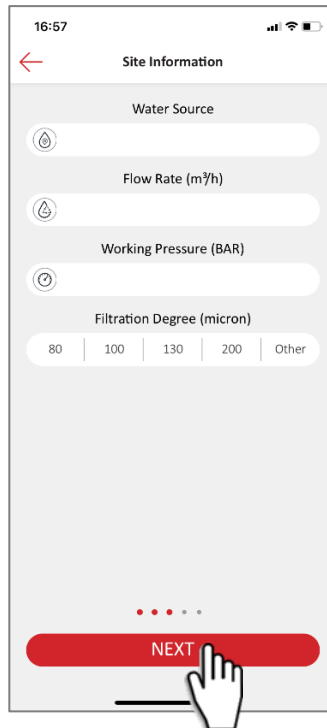 16:57
Site Information
Water Source
Flow Rate (m³/h)
Working Pressure (BAR)
Filtration Degree (micron)
80 100 130 200 Other
NEXT